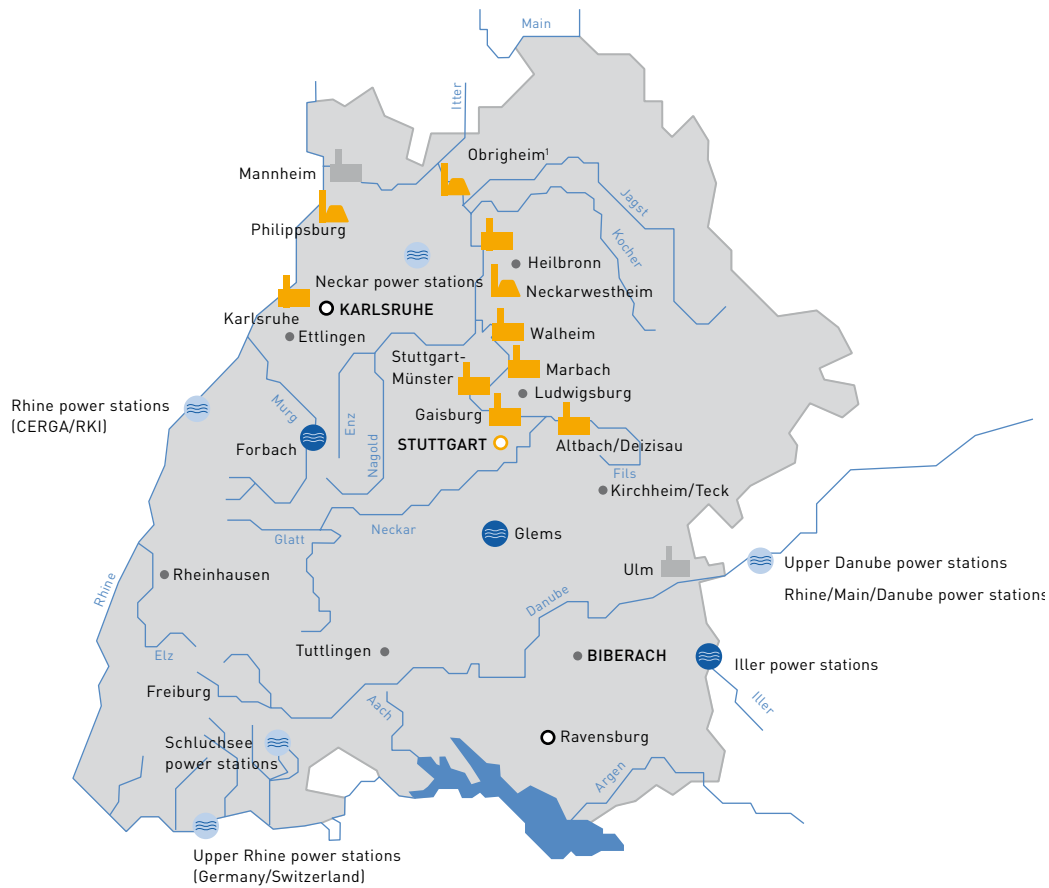 Main
Itter
Obrigheim¹
Mannheim
Jagst
Philippsburg
Kocher
Heilbronn
Neckar power stations
Neckarwestheim
KARLSRUHE
Karlsruhe
Ettlingen
Walheim
Stuttgart-
Münster
Marbach
Ludwigsburg
Rhine power stations
(CERGA/RKI)
Murg
Enz
Nagold
Gaisburg
STUTTGART
Altbach/Deizisau
Forbach
Fils
Kirchheim/Teck
Neckar
Glatt
Glems
Ulm
Upper Danube power stations
Rhine/Main/Danube power stations
Rhine
Rheinhausen
Danube
Elz
Tuttlingen
BIBERACH
Iller power stations
Iller
Freiburg
Aach
Schluchsee
power stations
Ravensburg
Argen
Upper Rhine power stations
(Germany/Switzerland)